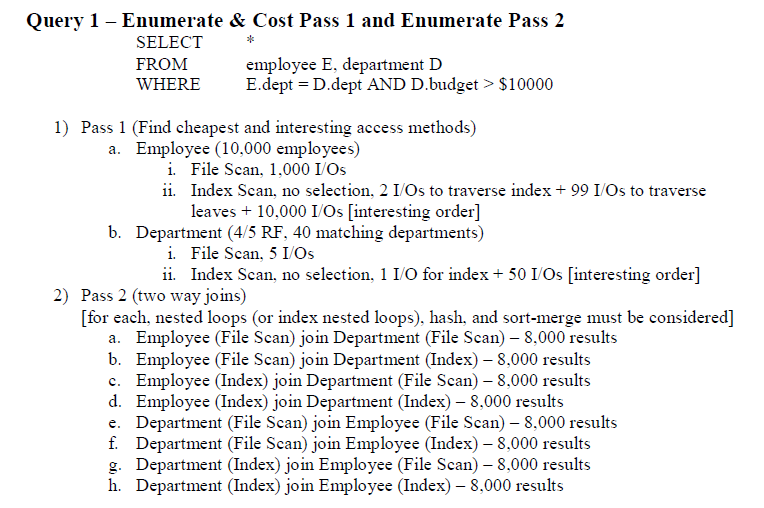 Query 1 – Enumerate & Cost Pass 1 and Enumerate Pass 2
SELECT *
FROM employee E, department D
WHERE E.dept = D.dept AND D.budget > $10000
1) Pass 1 (Find cheapest and interesting access methods)
a. Employee (10,000 employees)
i. File Scan, 1,000 I/Os
ii. Index Scan, no selection, 2 I/Os to traverse index + 99 I/Os to traverse
leaves + 10,000 I/Os [interesting order]
b. Department (4/5 RF, 40 matching departments)
i. File Scan, 5 I/Os
ii. Index Scan, no selection, 1 I/O for index + 50 I/Os [interesting order]
2) Pass 2 (two way joins)
[for each, nested loops (or index nested loops), hash, and sort-merge must be considered]
a. Employee (File Scan) join Department (File Scan) – 8,000 results
b. Employee (File Scan) join Department (Index) – 8,000 results
c. Employee (Index) join Department (File Scan) – 8,000 results
d. Employee (Index) join Department (Index) – 8,000 results
e. Department (File Scan) join Employee (File Scan) – 8,000 results
f. Department (File Scan) join Employee (Index) – 8,000 results
g. Department (Index) join Employee (File Scan) – 8,000 results
h. Department (Index) join Employee (Index) – 8,000 results